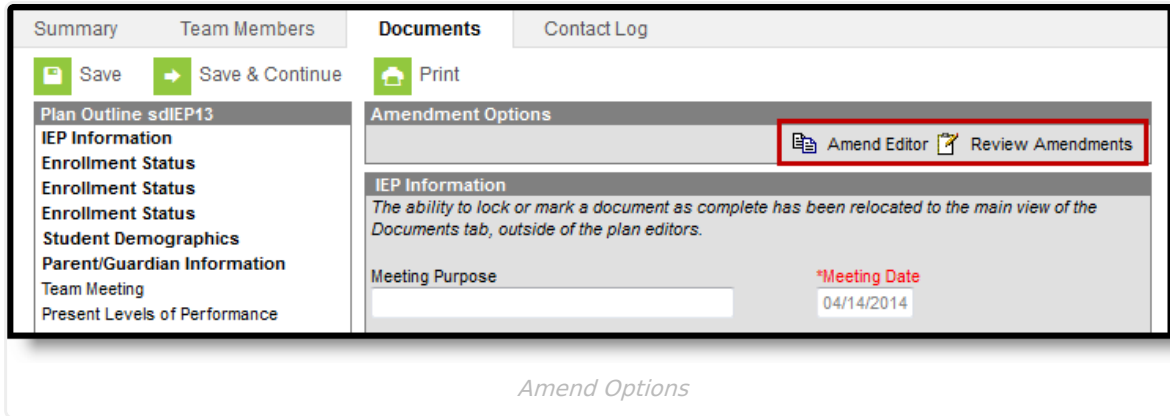 Summary Team Members Documents Contact Log
Save Save & Continue Print
Plan Outline sdIEP13
IEP Information
Enrollment Status
Enrollment Status
Enrollment Status
Student Demographics
Parent/Guardian Information
Team Meeting
Present Levels of Performance
Amendment Options
Amend Editor Review Amendments
IEP Information
The ability to lock or mark a document as complete has been relocated to the main view of the
Documents tab, outside of the plan editors.
Meeting Purpose *Meeting Date
04/14/2014
Amend Options